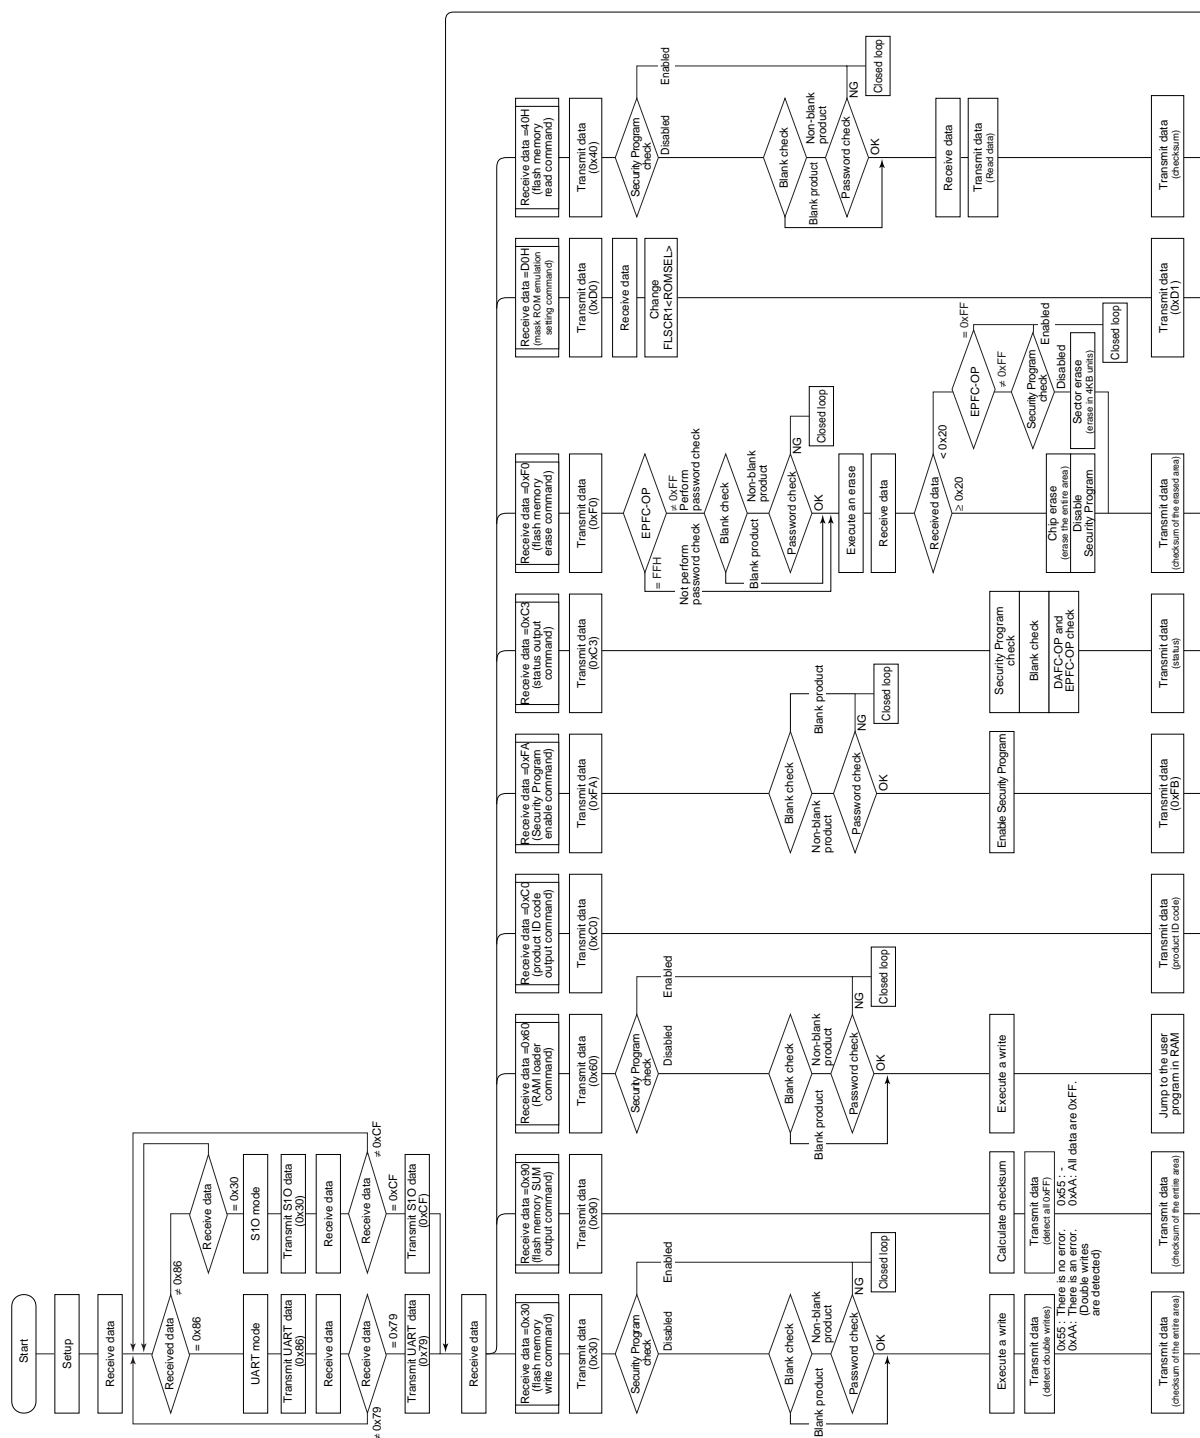 Start
Setup
Receive data
Received data
≠ 0x86
= 0x86
UART mode
Transmit UART data
(0x86)
Receive data
Receive data
≠ 0x79
= 0x79
Transmit UART data
(0x79)
Receive data
= 0x30
S1O mode
Transmit S1O data
(0x30)
Receive data
Receive data
≠ 0xCF
= 0xCF
Transmit S1O data
(0xCF)
Receive data
Receive data =0x30
(flash memory
write command)
Transmit data
(0x30)
Security Program
check
Enabled
Disabled
Blank check
Blank product
Non-blank
product
Password check
NG
OK
Closed loop
Execute a write
Transmit data
(detect double writes)
0x55 : There is no error.
0xAA: There is an error.
(Double writes
are detected)
Transmit data
(checksum of the entire area)
Receive data =0x90
(flash memory SUM
output command)
Transmit data
(0x90)
Calculate checksum
Transmit data
(detect all 0xFF)
0x55 : -
0xAA: All data are 0xFF.
Transmit data
(checksum of the entire area)
Receive data =0x60
(RAM loader
command)
Transmit data
(0x60)
Security Program
check
Enabled
Disabled
Blank check
Blank product
Non-blank
product
Password check
NG
OK
Closed loop
Execute a write
Jump to the user
program in RAM
Receive data =0xC0
(product ID code
output command)
Transmit data
(0xC0)
Transmit data
(product ID code)
Receive data =0xFA
(Security Program
enable command)
Transmit data
(0xFA)
Blank check
Blank product
Non-blank
product
Password check
NG
OK
Closed loop
Enable Security Program
Transmit data
(0xFB)
Receive data =0xC3
(status output
command)
Transmit data
(0xC3)
Security Program
check
Blank check
DAFC-OP and
EPFC-OP check
Transmit data
(status)
Receive data =0xF0
(flash memory
erase command)
Transmit data
(0xF0)
EPFC-OP
= FFH
Not perform
password check
≠ 0xFF
Perform
password check
Blank check
Blank product
Non-blank
product
Password check
NG
OK
Closed loop
Execute an erase
Receive data
Received data
< 0x20
≥ 0x20
EPFC-OP
= 0xFF
≠ 0xFF
Security Program
check
Enabled
Disabled
Closed loop
Sector erase
(erase in 4KB units)
Chip erase
(erase the entire area)
Disable
Security Program
Transmit data
(checksum of the erased area)
Receive data =D0H
(mask ROM emulation
setting command)
Transmit data
(0xD0)
Receive data
Change
FLSCR1<ROMSEL>
Transmit data
(0xD1)
Receive data =40H
(flash memory
read command)
Transmit data
(0x40)
Security Program
check
Enabled
Disabled
Blank check
Blank product
Non-blank
product
Password check
NG
OK
Closed loop
Receive data
Transmit data
(Read data)
Transmit data
(checksum)